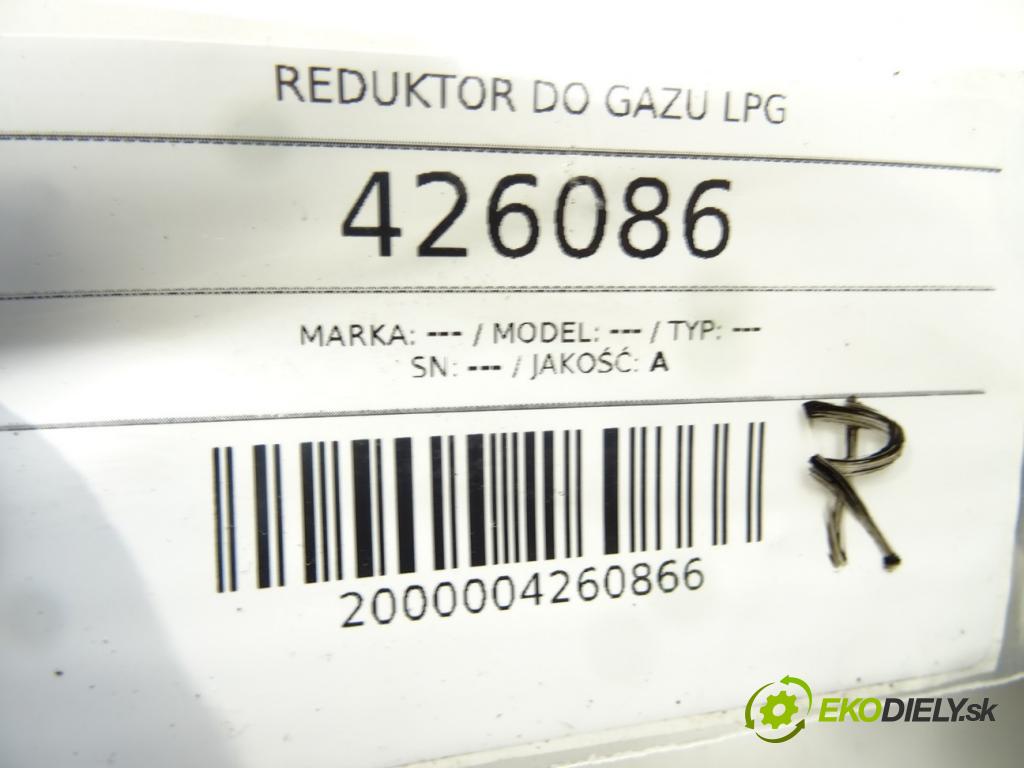 REDUKTOR DO GAZU LPG
426086
MARKA: --- / MODEL: --- / TYP: ---
SN: --- / JAKOŚĆ: A
R
2000004260866
EKODIELY.sk